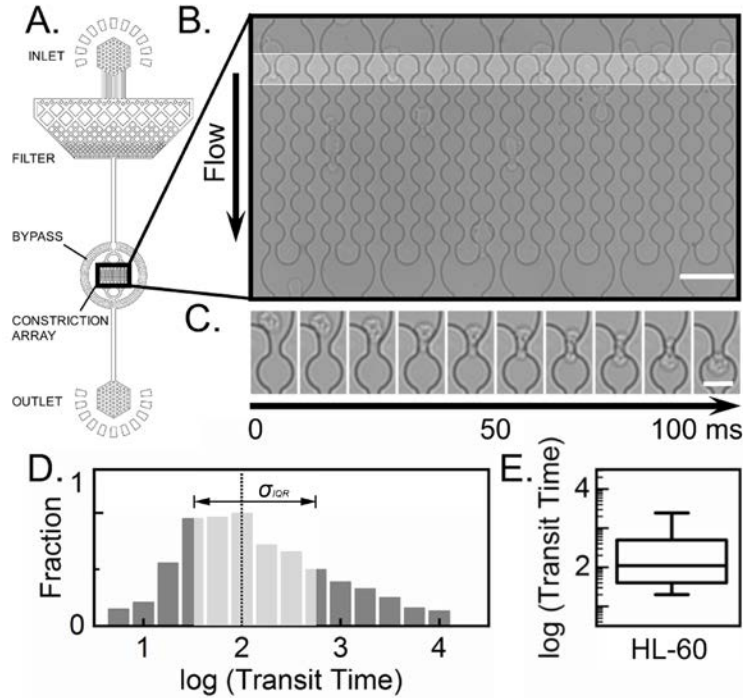 A.
INLET
FILTER
BYPASS
CONSTRICTION
ARRAY
OUTLET
B.
Flow
C.
0 50 100 ms
D.
1
Fraction
0
σIQR
1 2 3 4
log (Transit Time)
E.
log (Transit Time)
4
2
HL-60